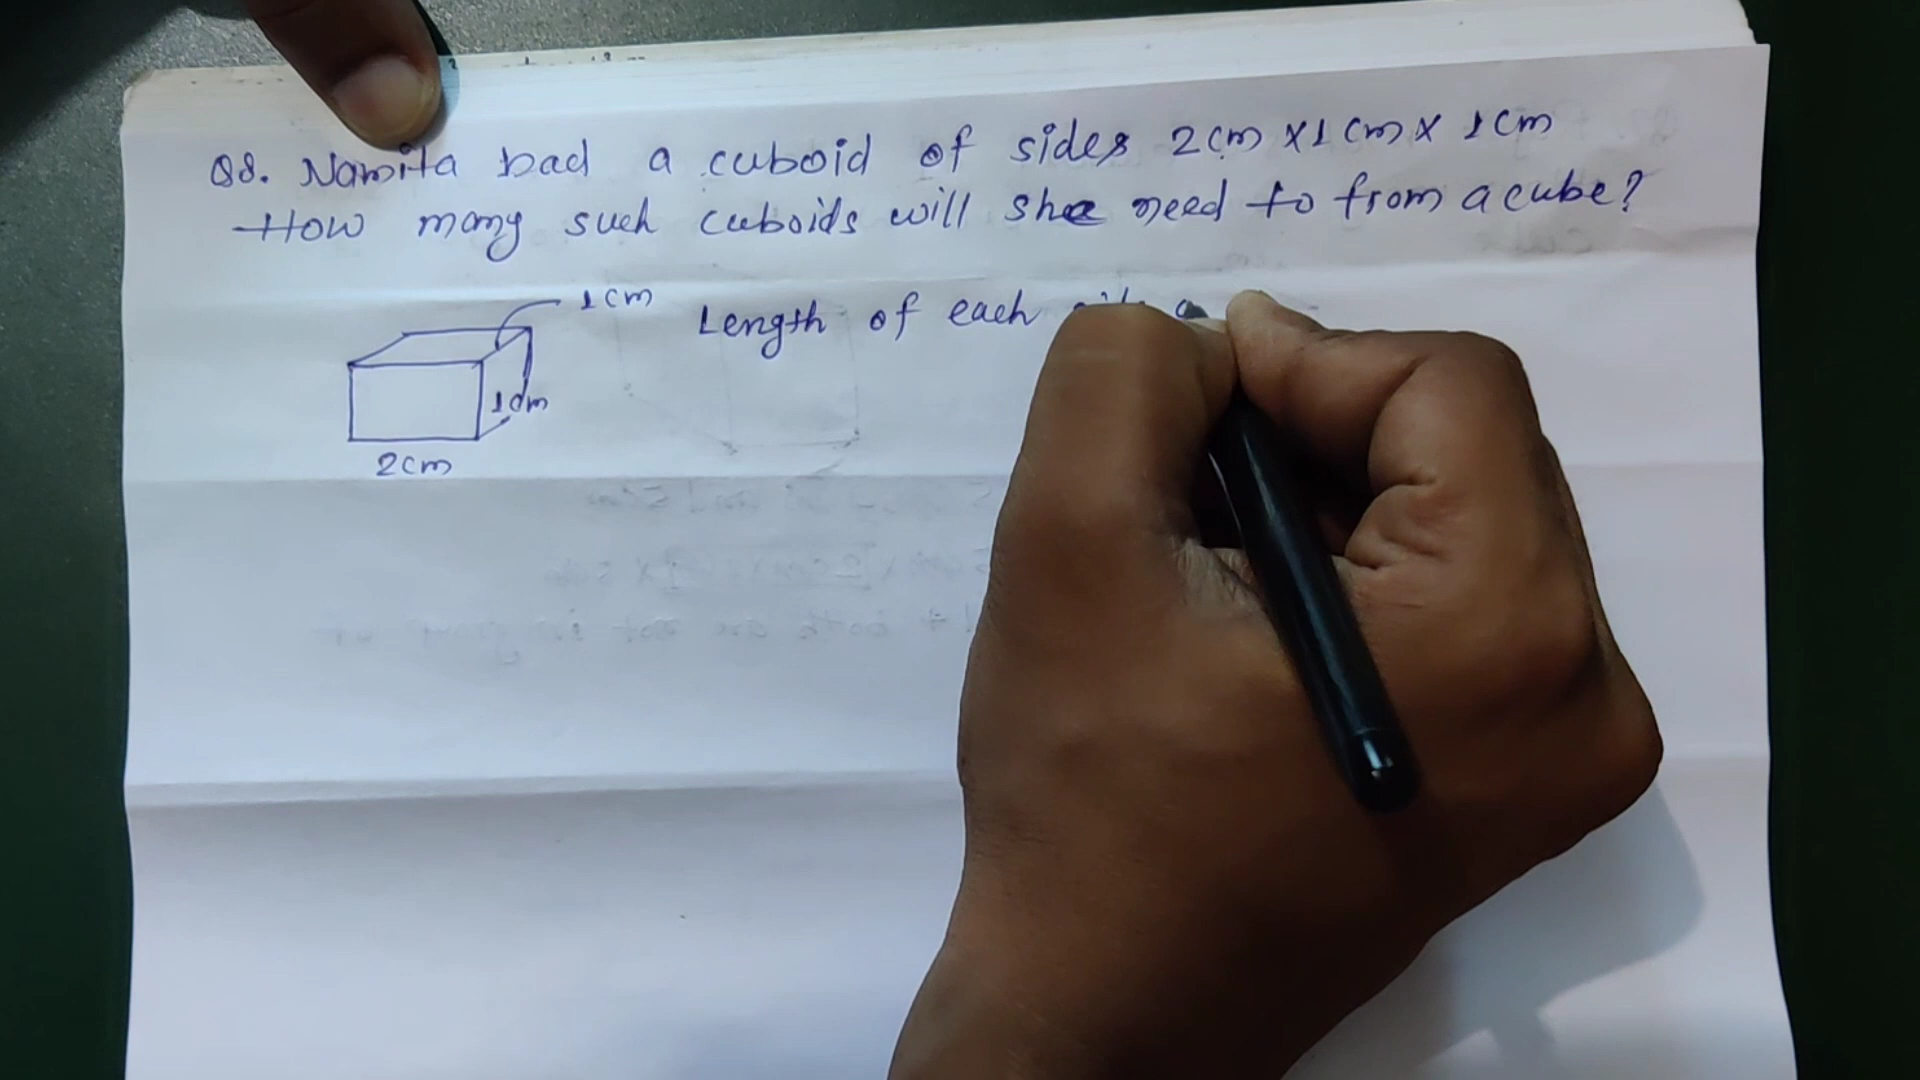 Q8. Namita had a cuboid of sides 2cm x 1cm x 1cm
How many such cuboids will she need to from a cube?
1cm
Length of each
1cm
2cm